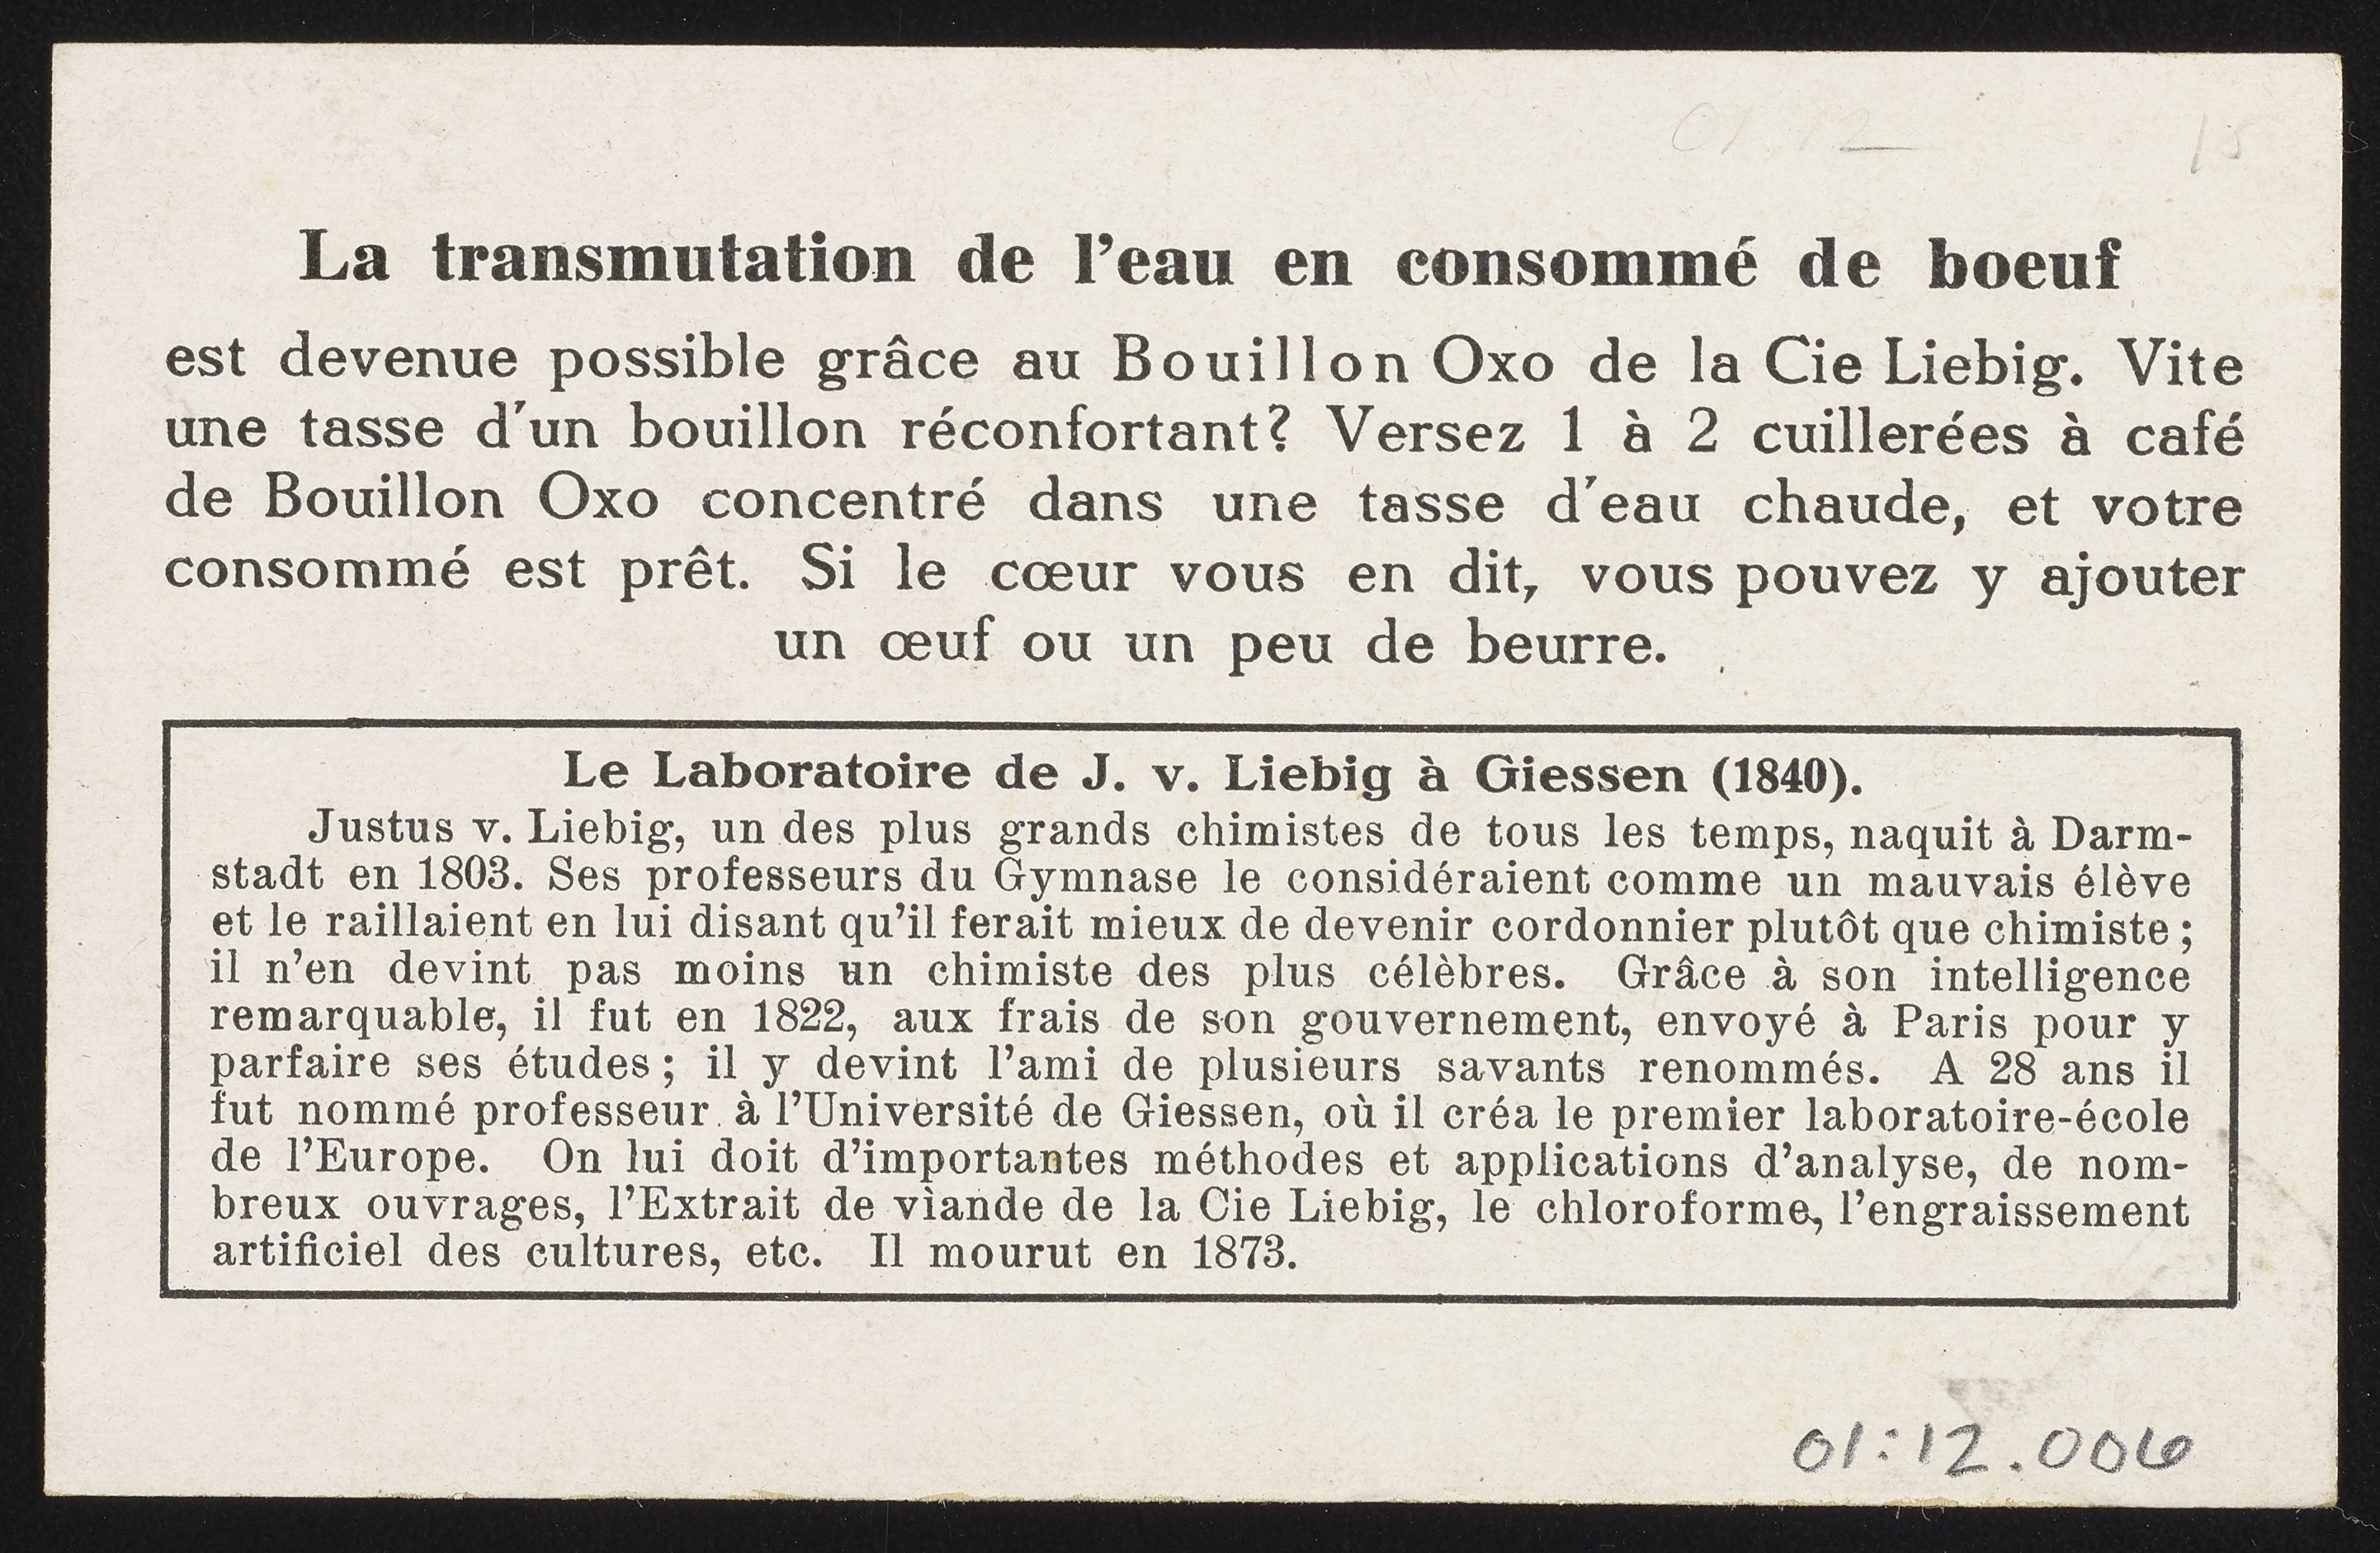 01 12
15
La transmutation de l'eau en consommé de boeuf
est devenue possible grâce au Bouillon Oxo de la Cie Liebig. Vite
une tasse d'un bouillon réconfortant? Versez 1 à 2 cuillerées à café
de Bouillon Oxo concentré dans une tasse d'eau chaude, et votre
consommé est prêt. Si le cœur vous en dit, vous pouvez y ajouter
un œuf ou un peu de beurre.
Le Laboratoire de J. v. Liebig à Giessen (1840).
Justus v. Liebig, un des plus grands chimistes de tous les temps, naquit à Darm-
stadt en 1803. Ses professeurs du Gymnase le considéraient comme un mauvais élève
et le raillaient en lui disant qu'il ferait mieux de devenir cordonnier plutôt que chimiste;
il n'en devint pas moins un chimiste des plus célèbres. Grâce à son intelligence
remarquable, il fut en 1822, aux frais de son gouvernement, envoyé à Paris pour y
parfaire ses études; il y devint l'ami de plusieurs savants renommés. A 28 ans il
fut nommé professeur à l'Université de Giessen, où il créa le premier laboratoire-école
de l'Europe. On lui doit d'importantes méthodes et applications d'analyse, de nom-
breux ouvrages, l'Extrait de viande de la Cie Liebig, le chloroforme, l'engraissement
artificiel des cultures, etc. Il mourut en 1873.
01:12.006